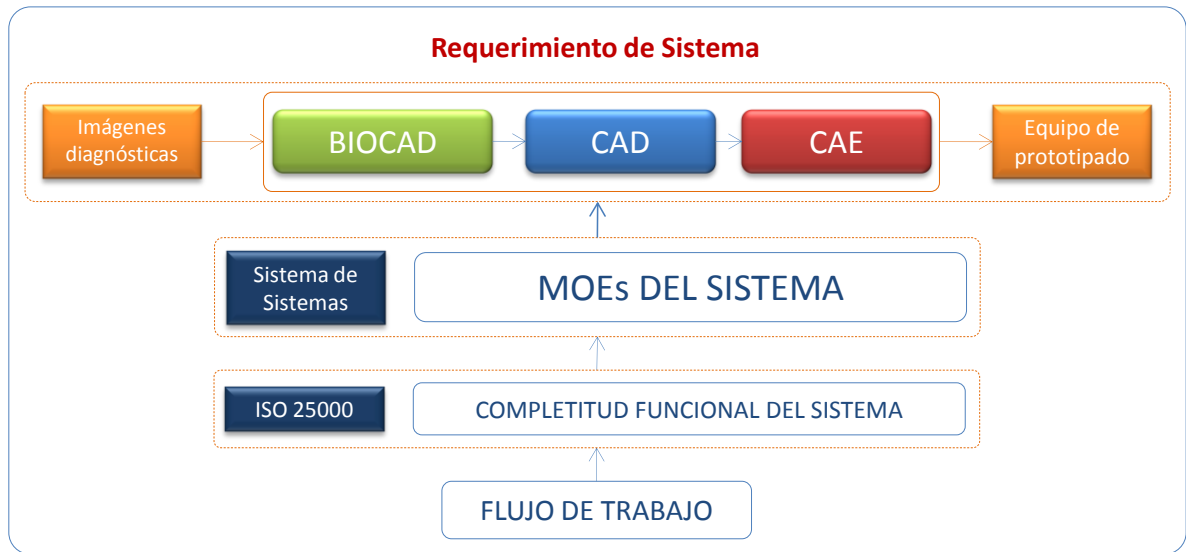 Requerimiento de Sistema
Imágenes
diagnósticas
BIOCAD
CAD
CAE
Equipo de
prototipado
Sistema de
Sistemas
MOEs DEL SISTEMA
ISO 25000
COMPLETITUD FUNCIONAL DEL SISTEMA
FLUJO DE TRABAJO